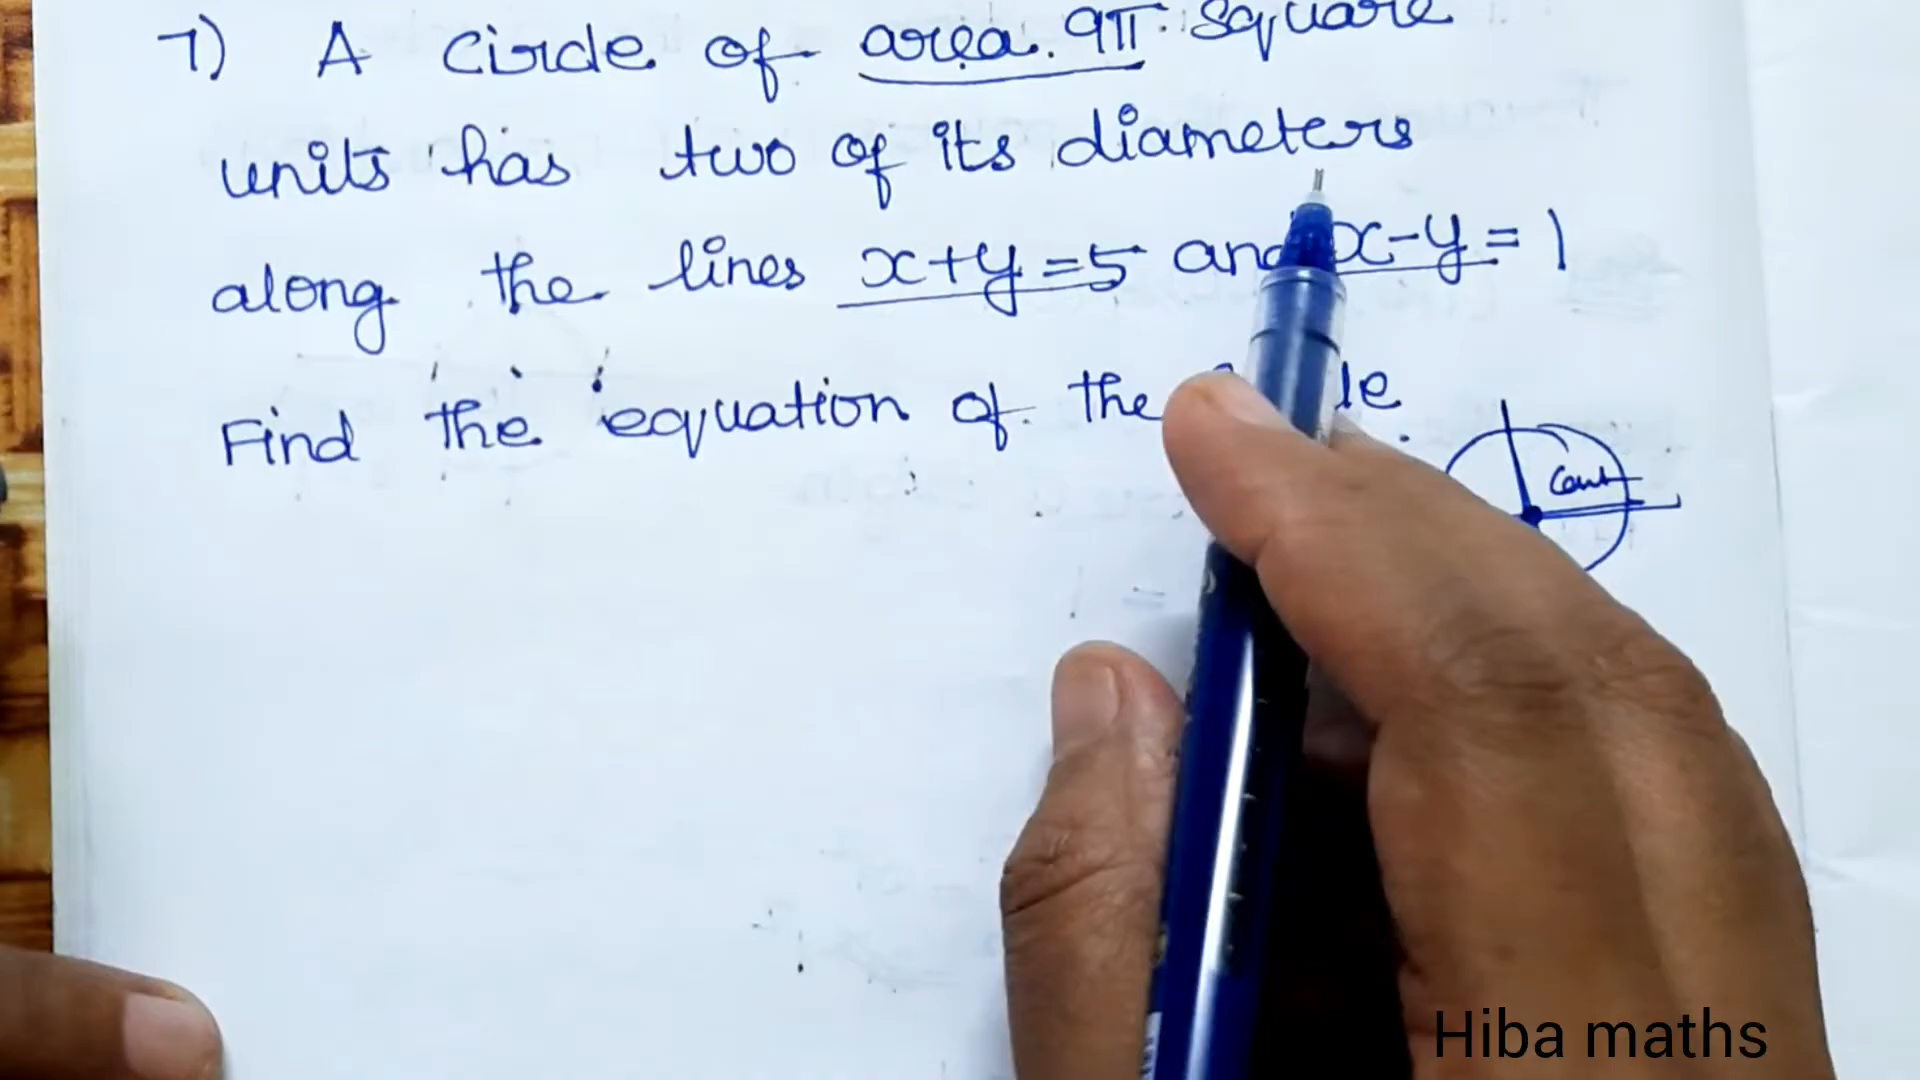 7) A circle of area 9π square
units has two of its diameters
along the lines x+y=5 and x-y=1
Find the equation of the
Hiba maths